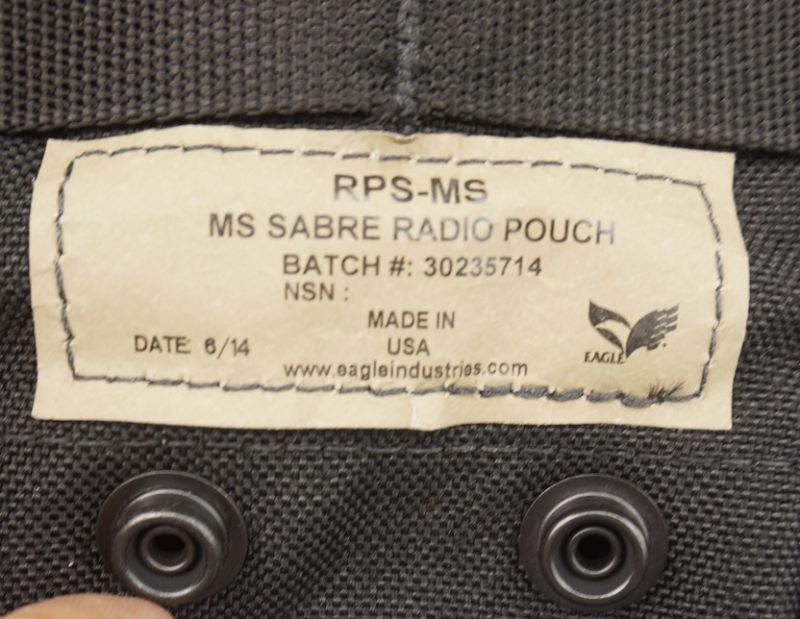 RPS-MS
MS SABRE RADIO POUCH
BATCH #: 30235714
NSN :
MADE IN
USA
DATE: 6/14
www.eagleindustries.com
EAGLE